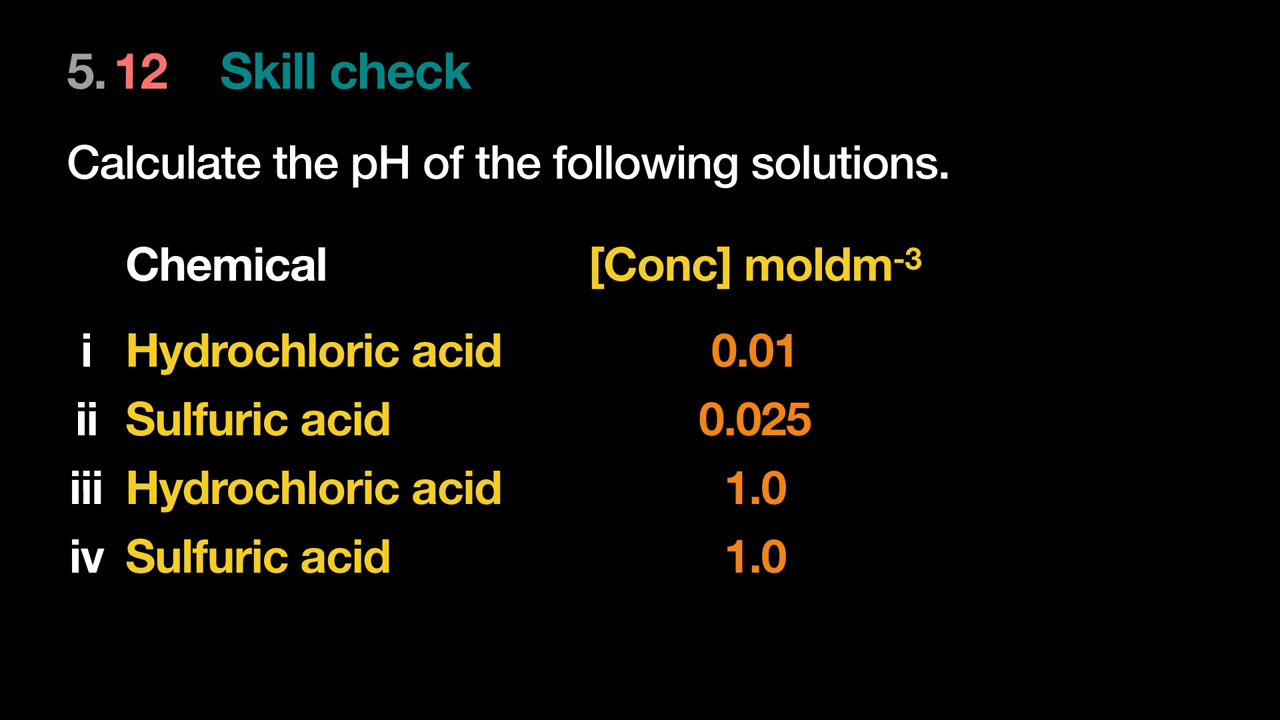 5.12 Skill check
Calculate the pH of the following solutions.
Chemical [Conc] moldm⁻³
i Hydrochloric acid 0.01
ii Sulfuric acid 0.025
iii Hydrochloric acid 1.0
iv Sulfuric acid 1.0